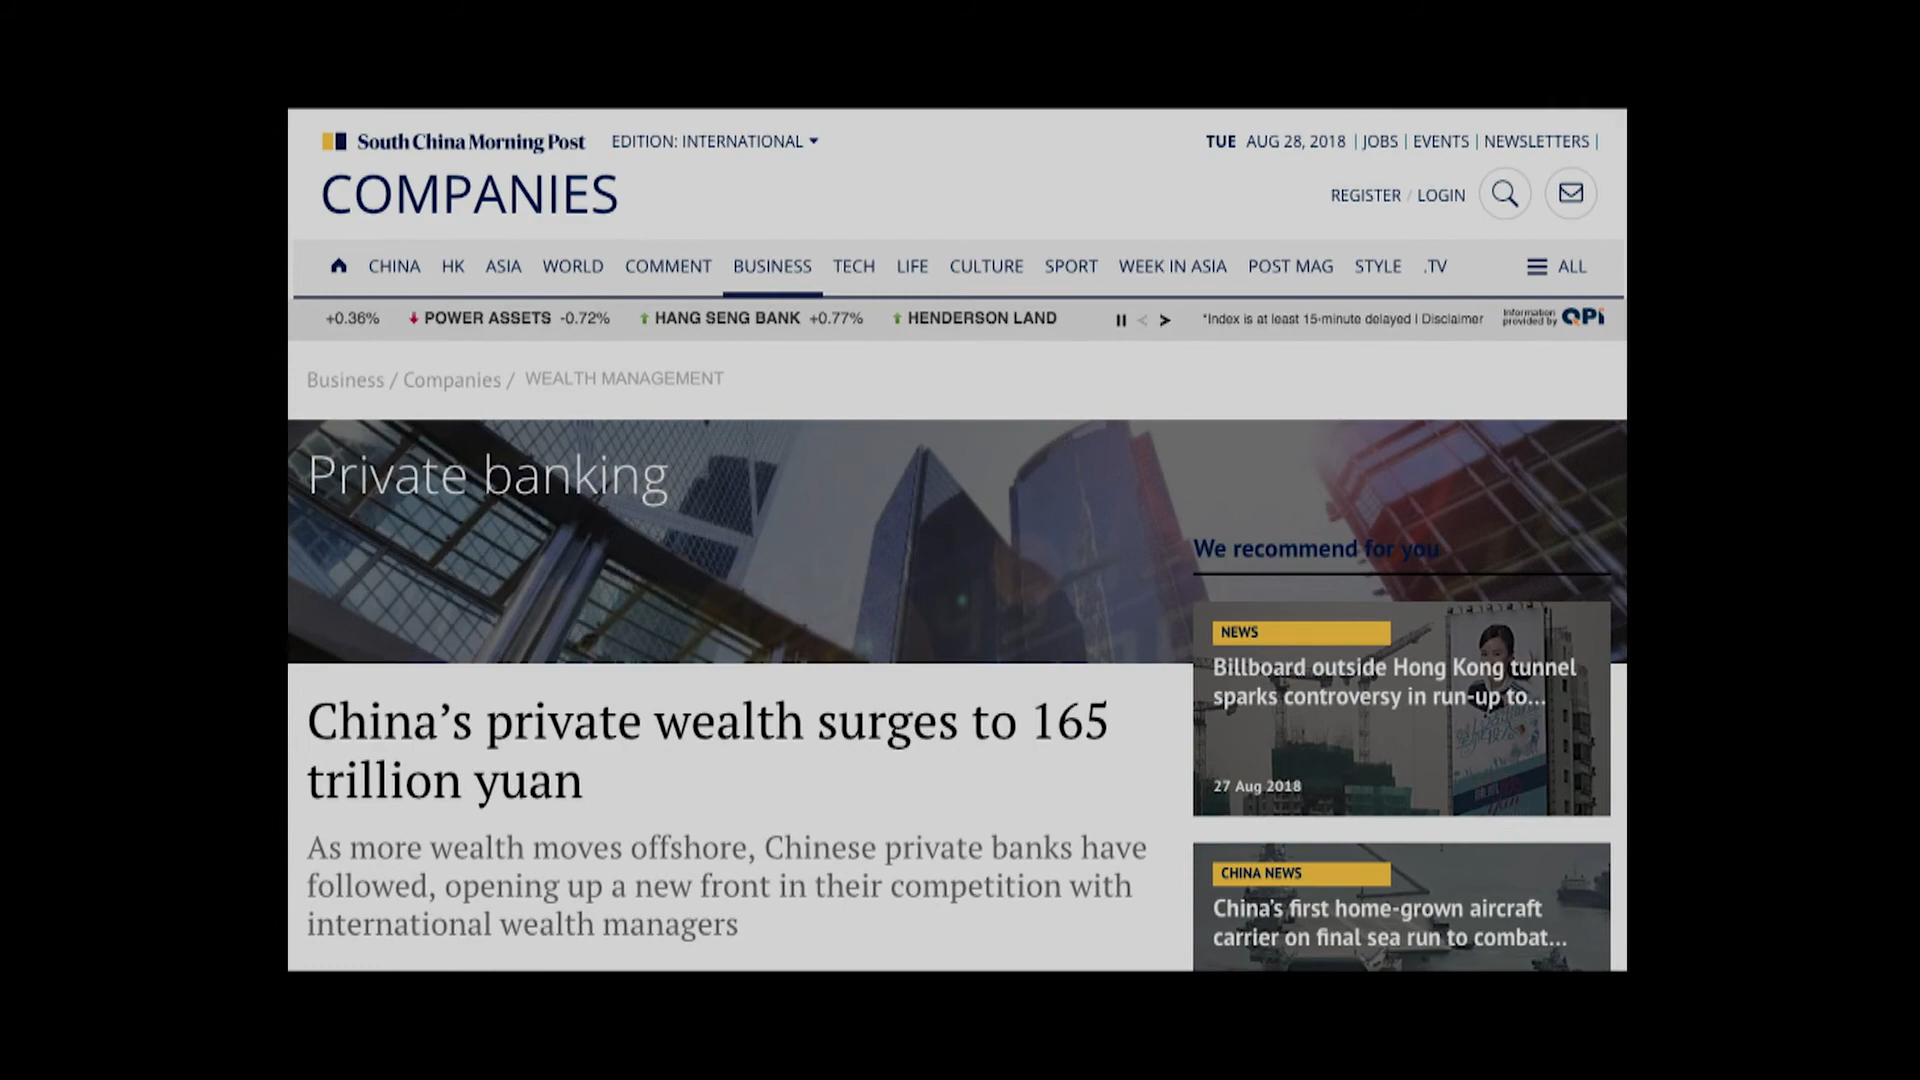 South China Morning Post EDITION: INTERNATIONAL
TUE AUG 28, 2018 | JOBS | EVENTS | NEWSLETTERS |
COMPANIES
REGISTER / LOGIN
CHINA HK ASIA WORLD COMMENT BUSINESS TECH LIFE CULTURE SPORT WEEK IN ASIA POST MAG STYLE .TV ALL
+0.36% POWER ASSETS -0.72% HANG SENG BANK +0.77% HENDERSON LAND
*Index is at least 15-minute delayed | Disclaimer
Information
provided by QPi
Business / Companies / WEALTH MANAGEMENT
Private banking
China's private wealth surges to 165
trillion yuan
As more wealth moves offshore, Chinese private banks have
followed, opening up a new front in their competition with
international wealth managers
We recommend for you
NEWS
Billboard outside Hong Kong tunnel
sparks controversy in run-up to...
27 Aug 2018
CHINA NEWS
China's first home-grown aircraft
carrier on final sea run to combat...